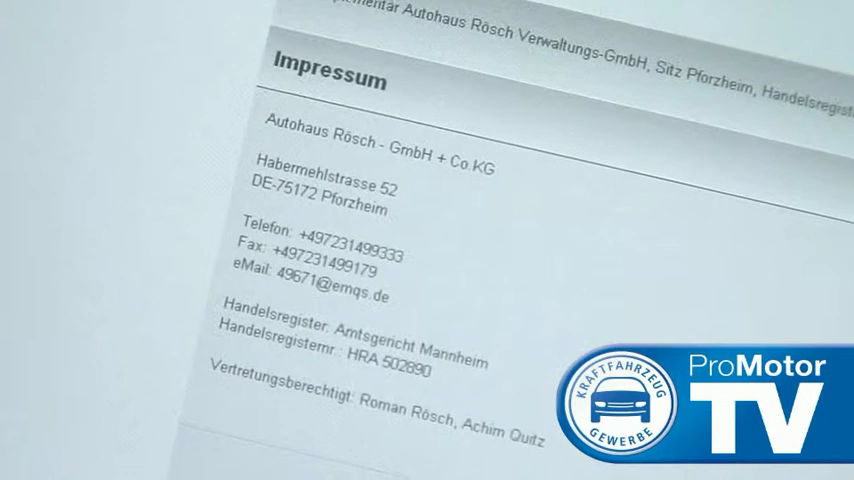 Autohaus Rösch Verwaltungs-GmbH, Sitz Pforzheim,
Impressum
Autohaus Rösch - GmbH + Co.KG
Habermehlstrasse 52
DE-75172 Pforzheim
Telefon: +497231499333
Fax: +497231499179
eMail: 49671@emqs.de
Handelsregister: Amtsgericht Mannheim
Handelsregisternr.: HRA 502890
Vertretungsberechtigt: Roman Rösch, Achim Quitz
KRAFTFAHRZEUG
GEWERBE
ProMotor
TV